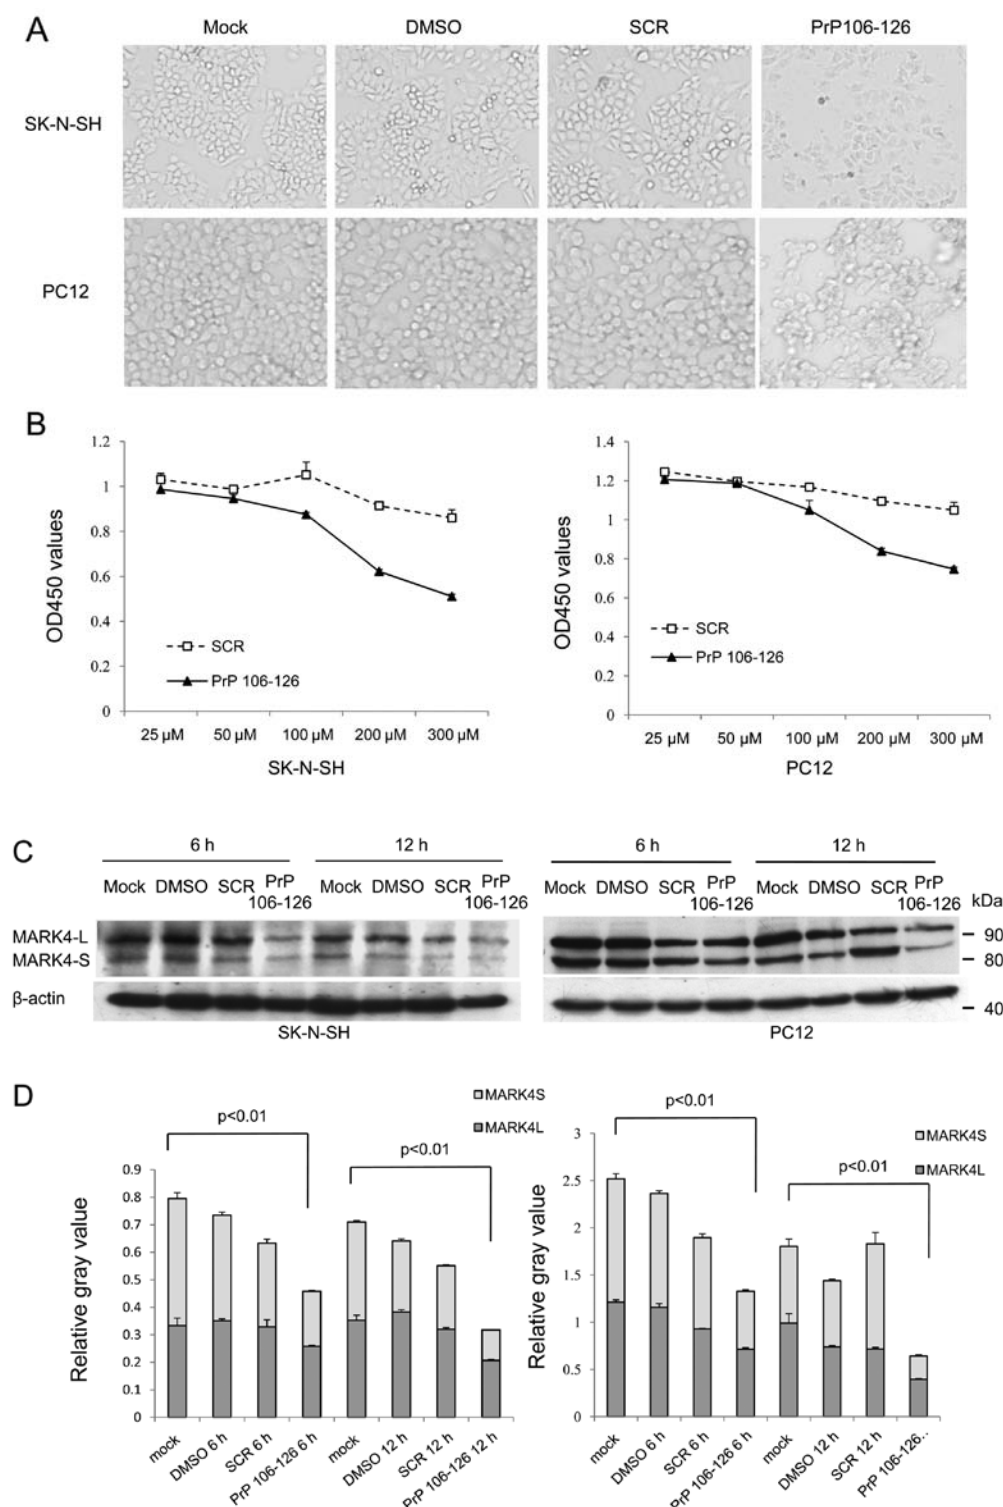 A
Mock DMSO SCR PrP106-126
SK-N-SH
PC12
B
1.2
1
0.8
0.6
0.4
0.2
0
OD450 values
SCR
PrP 106-126
25 µM 50 µM 100 µM 200 µM 300 µM
SK-N-SH
1.4
1.2
1
0.8
0.6
0.4
0.2
0
OD450 values
SCR
PrP 106-126
25 µM 50 µM 100 µM 200 µM 300 µM
PC12
C
6 h 12 h
Mock DMSO SCR PrP 106-126 Mock DMSO SCR PrP 106-126
MARK4-L
MARK4-S
β-actin
SK-N-SH
6 h 12 h
Mock DMSO SCR PrP 106-126 Mock DMSO SCR PrP 106-126
kDa
90
80
40
PC12
D
MARK4S
MARK4L
p<0.01
p<0.01
0.9
0.8
0.7
0.6
0.5
0.4
0.3
0.2
0.1
0
Relative gray value
mock DMSO 6 h SCR 6 h PrP 106-126 6 h mock DMSO 12 h SCR 12 h PrP 106-126 12 h
MARK4S
MARK4L
p<0.01
p<0.01
3
2.5
2
1.5
1
0.5
0
Relative gray value
mock DMSO 6 h SCR 6 h PrP 106-126 6 h mock DMSO 12 h SCR 12 h PrP 106-126..